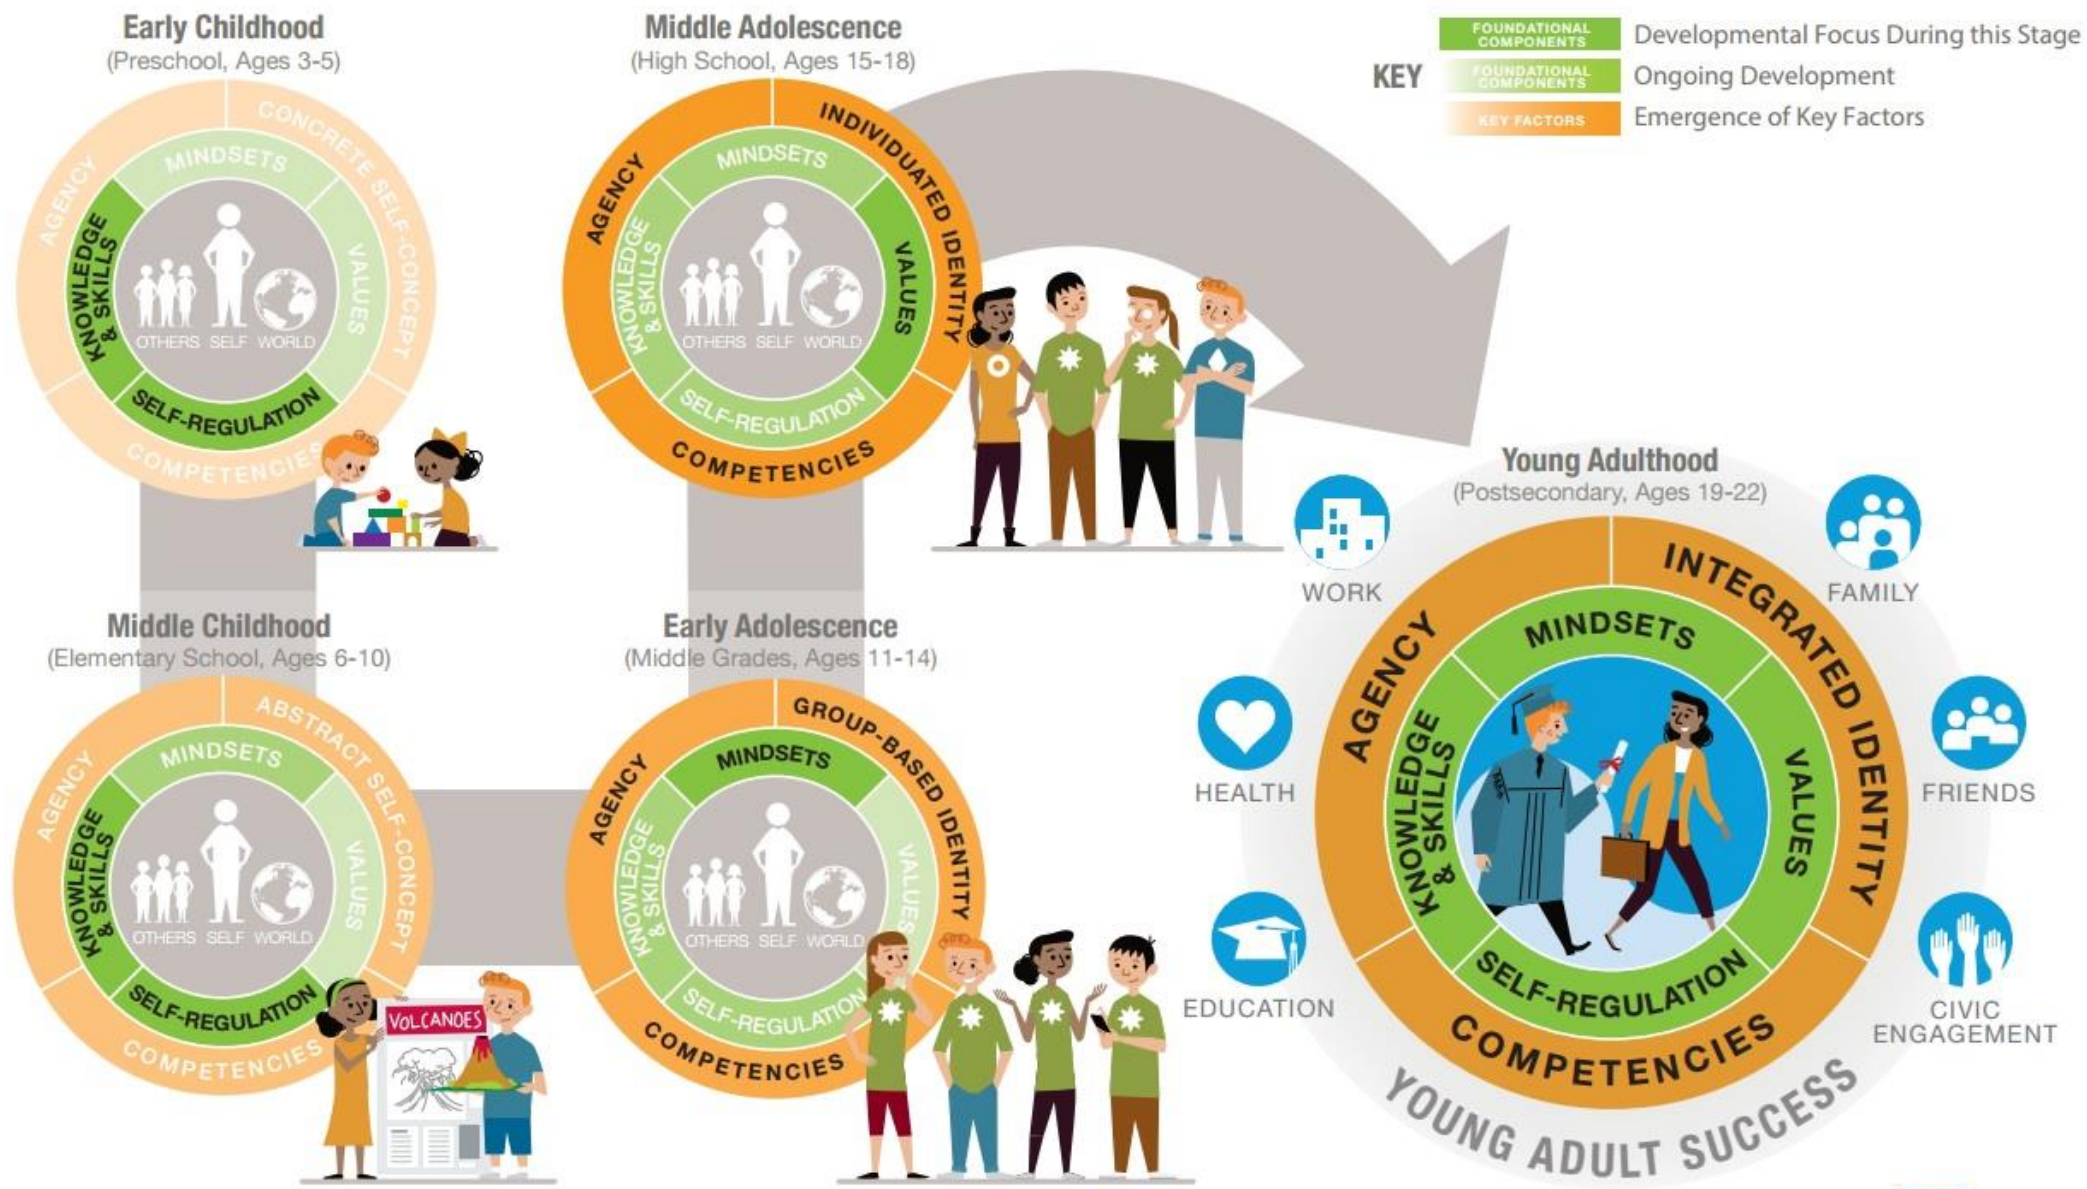 Early Childhood
(Preschool, Ages 3-5)
AGENCY
CONCRETE SELF-CONCEPT
COMPETENCIES
MINDSETS
VALUES
KNOWLEDGE
& SKILLS
SELF-REGULATION
OTHERS SELF WORLD
Middle Childhood
(Elementary School, Ages 6-10)
AGENCY
ABSTRACT SELF-CONCEPT
COMPETENCIES
MINDSETS
VALUES
KNOWLEDGE
& SKILLS
SELF-REGULATION
OTHERS SELF WORLD
VOLCANOES
Early Adolescence
(Middle Grades, Ages 11-14)
AGENCY
GROUP-BASED IDENTITY
COMPETENCIES
MINDSETS
VALUES
KNOWLEDGE
& SKILLS
SELF-REGULATION
OTHERS SELF WORLD
Middle Adolescence
(High School, Ages 15-18)
AGENCY
INDIVIDUATED IDENTITY
COMPETENCIES
MINDSETS
VALUES
KNOWLEDGE
& SKILLS
SELF-REGULATION
OTHERS SELF WORLD
KEY
FOUNDATIONAL
COMPONENTS
Developmental Focus During this Stage
FOUNDATIONAL
COMPONENTS
Ongoing Development
KEY FACTORS
Emergence of Key Factors
Young Adulthood
(Postsecondary, Ages 19-22)
AGENCY
INTEGRATED IDENTITY
COMPETENCIES
MINDSETS
VALUES
KNOWLEDGE
& SKILLS
SELF-REGULATION
WORK
FAMILY
HEALTH
FRIENDS
EDUCATION
CIVIC
ENGAGEMENT
YOUNG ADULT SUCCESS